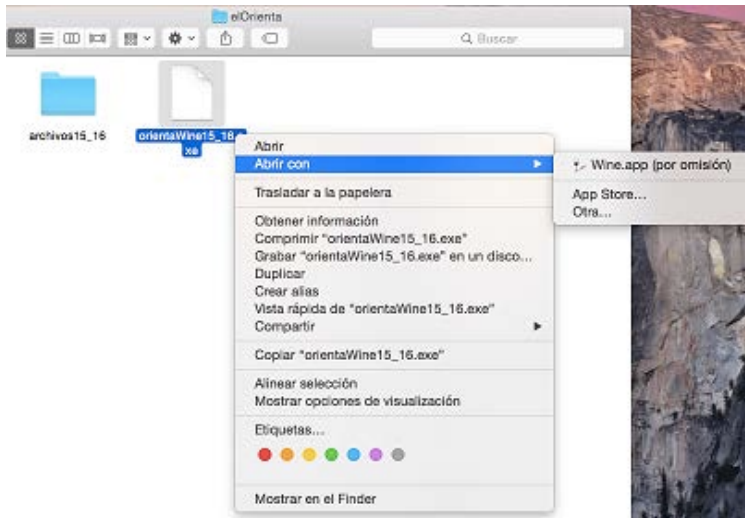 elOrienta
Buscar
archivos15_16
orientaWine15_16.e
xe
Abrir
Abrir con
Wine.app (por omisión)
App Store...
Otra...
Trasladar a la papelera
Obtener información
Comprimir "orientaWine15_16.exe"
Grabar "orientaWine15_16.exe" en un disco...
Duplicar
Crear alias
Vista rápida de "orientaWine15_16.exe"
Compartir
Copiar "orientaWine15_16.exe"
Alinear selección
Mostrar opciones de visualización
Etiquetas...
Mostrar en el Finder